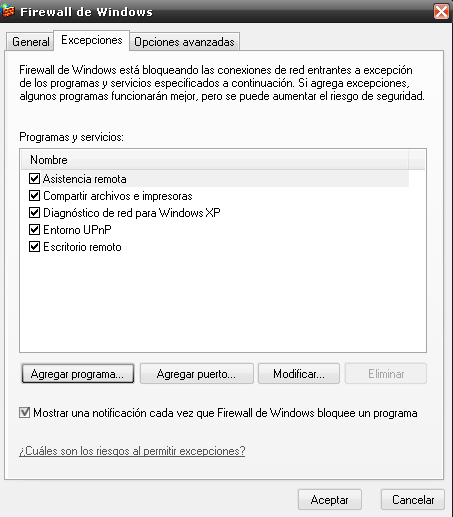 Firewall de Windows
General
Excepciones
Opciones avanzadas
Firewall de Windows está bloqueando las conexiones de red entrantes a excepción
de los programas y servicios especificados a continuación. Si agrega excepciones,
algunos programas funcionarán mejor, pero se puede aumentar el riesgo de seguridad.
Programas y servicios:
Nombre
Asistencia remota
Compartir archivos e impresoras
Diagnóstico de red para Windows XP
Entorno UPnP
Escritorio remoto
Agregar programa...
Agregar puerto...
Modificar...
Eliminar
Mostrar una notificación cada vez que Firewall de Windows bloquee un programa
¿Cuáles son los riesgos al permitir excepciones?
Aceptar
Cancelar